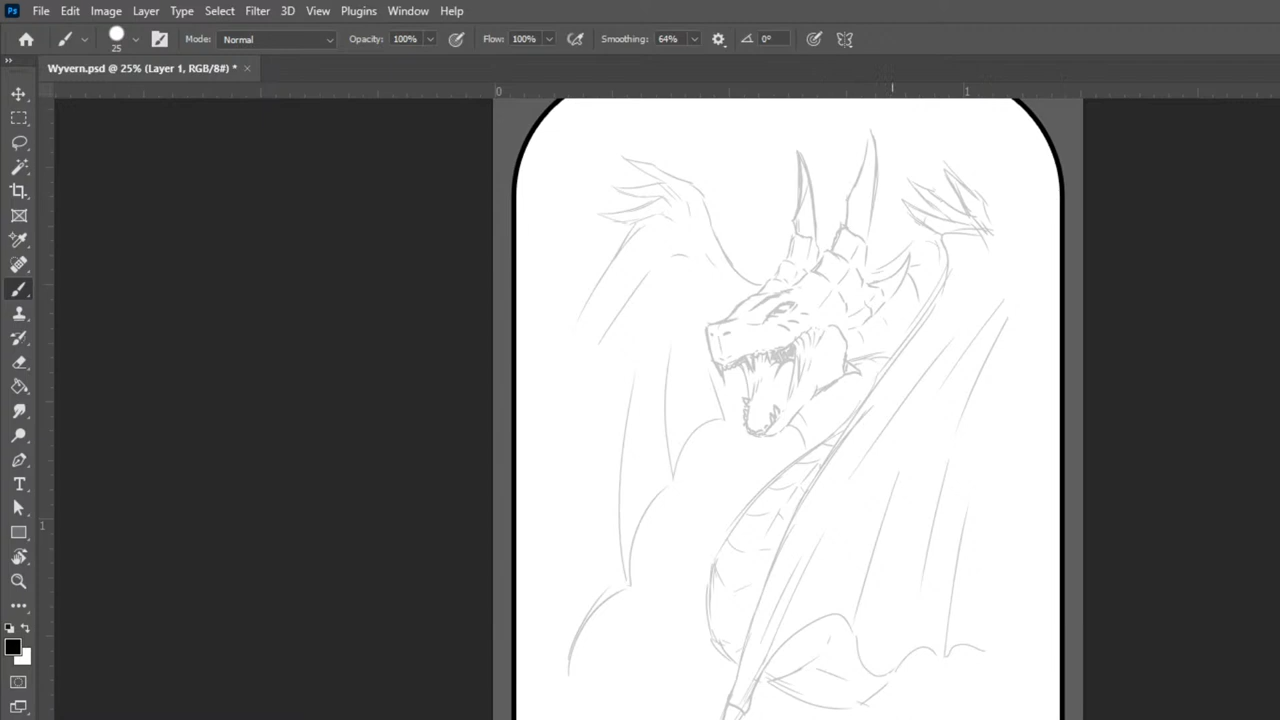 Ps File Edit Image Layer Type Select Filter 3D View Plugins Window Help
25 Mode: Normal Opacity: 100% Flow: 100% Smoothing: 64% 0°
Wyvern.psd @ 25% (Layer 1, RGB/8#) * ×
0 1
T
1